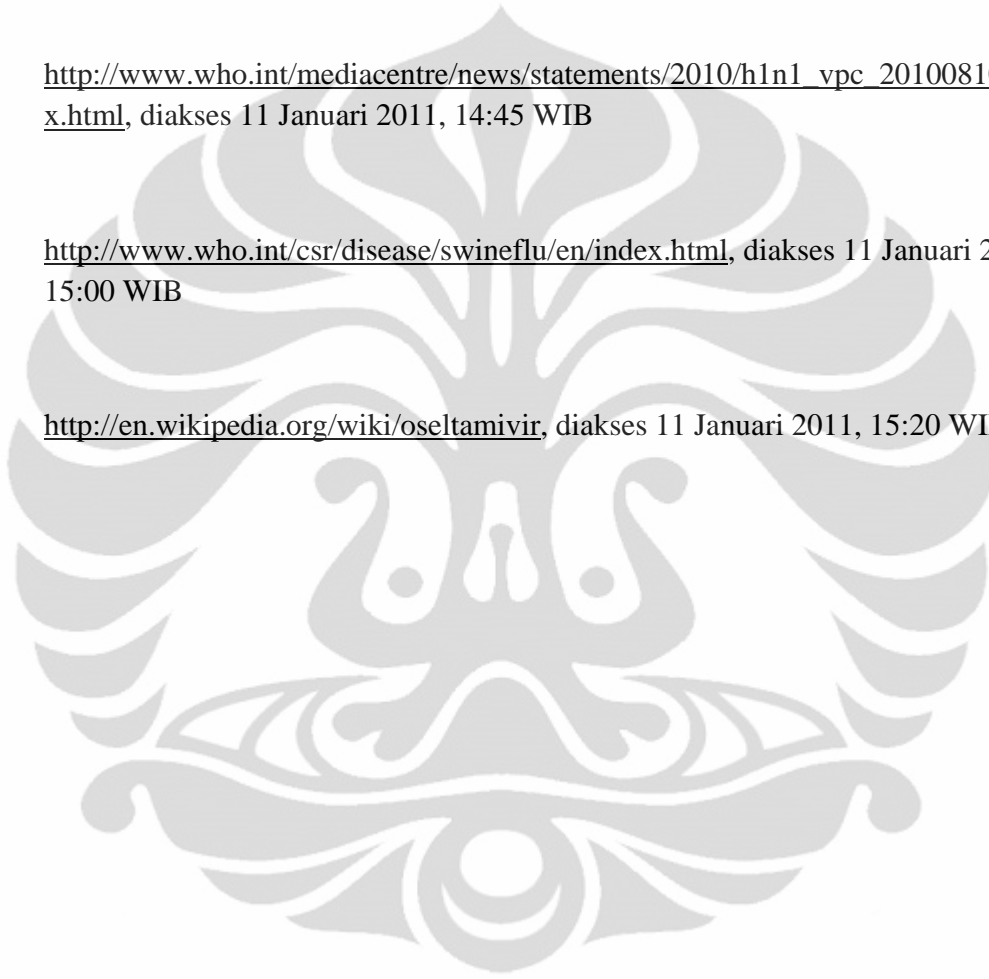 http://www.who.int/mediacentre/news/statements/2010/h1n1_vpc_2010081
x.html, diakses 11 Januari 2011, 14:45 WIB
http://www.who.int/csr/disease/swineflu/en/index.html, diakses 11 Januari 2
15:00 WIB
http://en.wikipedia.org/wiki/oseltamivir, diakses 11 Januari 2011, 15:20 WI